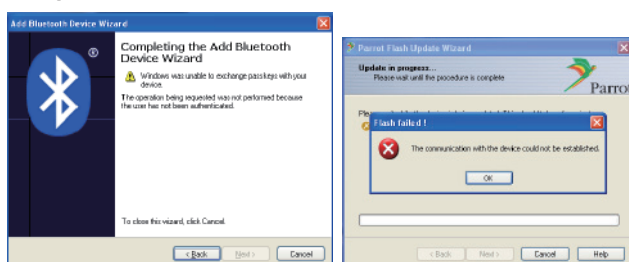 Add Bluetooth Device Wizard
®
Completing the Add Bluetooth
Device Wizard
Windows was unable to exchange passkeys with your
device.
The operation being requested was not performed because
the user has not been authenticated.
To close this wizard, click Cancel.
< Back
Next >
Cancel
Parrot Flash Update Wizard
Update in progress...
Please wait until the procedure is complete
Parrot
Flash failed !
The communication with the device could not be established.
OK
< Back
Next >
Cancel
Help